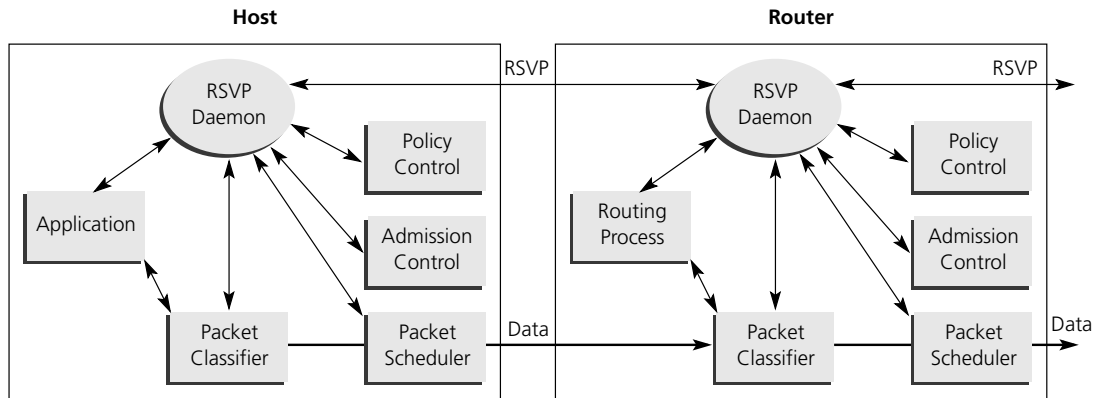 Host
Router
RSVP
RSVP
RSVP
Daemon
RSVP
Daemon
Policy
Control
Policy
Control
Application
Routing
Process
Admission
Control
Admission
Control
Packet
Classifier
Packet
Scheduler
Data
Packet
Classifier
Packet
Scheduler
Data